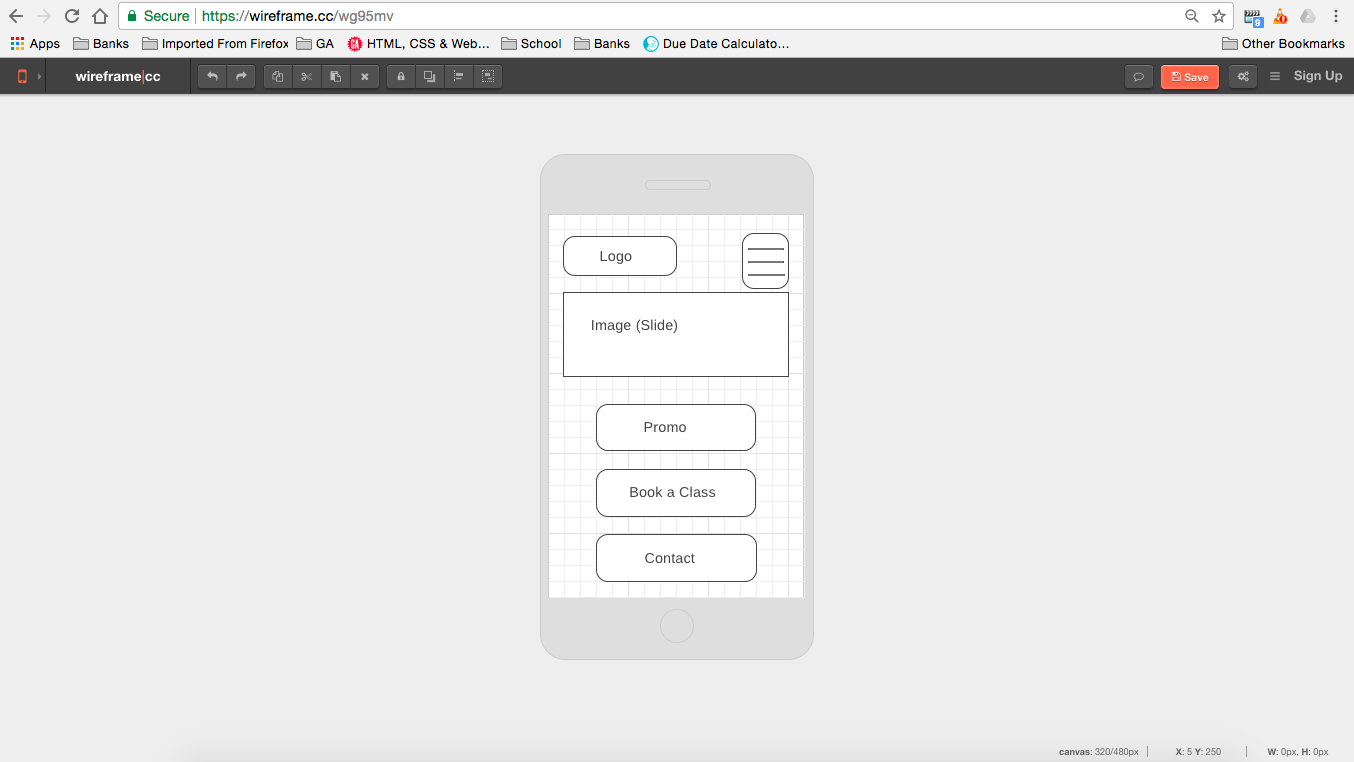 Secure https://wireframe.cc/wg95mv
Apps Banks Imported From Firefox GA GA HTML, CSS & Web... School Banks Due Date Calculato... Other Bookmarks
wireframe|cc Save Sign Up
Logo
Image (Slide)
Promo
Book a Class
Contact
canvas: 320/480px X: 5 Y: 250 W: 0px, H: 0px